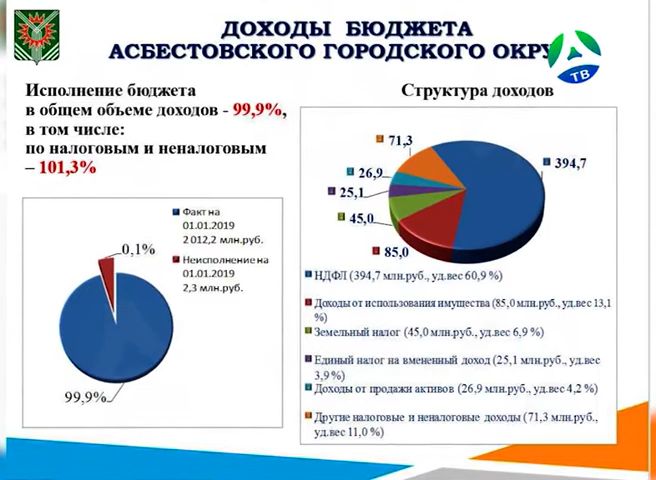 ДОХОДЫ БЮДЖЕТА
АСБЕСТОВСКОГО ГОРОДСКОГО
ТВ
Исполнение бюджета
в общем объеме доходов - 99,9%,
в том числе:
по налоговым и неналоговым
– 101,3%
Факт на
01.01.2019
2 012,2 млн.руб.
Неисполнение на
01.01.2019
2,3 млн.руб.
0,1%
99,9%
Структура доходов
71,3
394,7
26,9
25,1
45,0
85,0
НДФЛ (394,7 млн.руб., уд.вес 60,9 %)
Доходы от использования имущества (85,0 млн.руб., уд.вес 13,1
%)
Земельный налог (45,0 млн.руб., уд.вес 6,9 %)
Единый налог на вмененный доход (25,1 млн.руб., уд.вес
3,9 %)
Доходы от продажи активов (26,9 млн.руб., уд.вес 4,2 %)
Другие налоговые и неналоговые доходы (71,3 млн.руб.,
уд.вес 11,0 %)